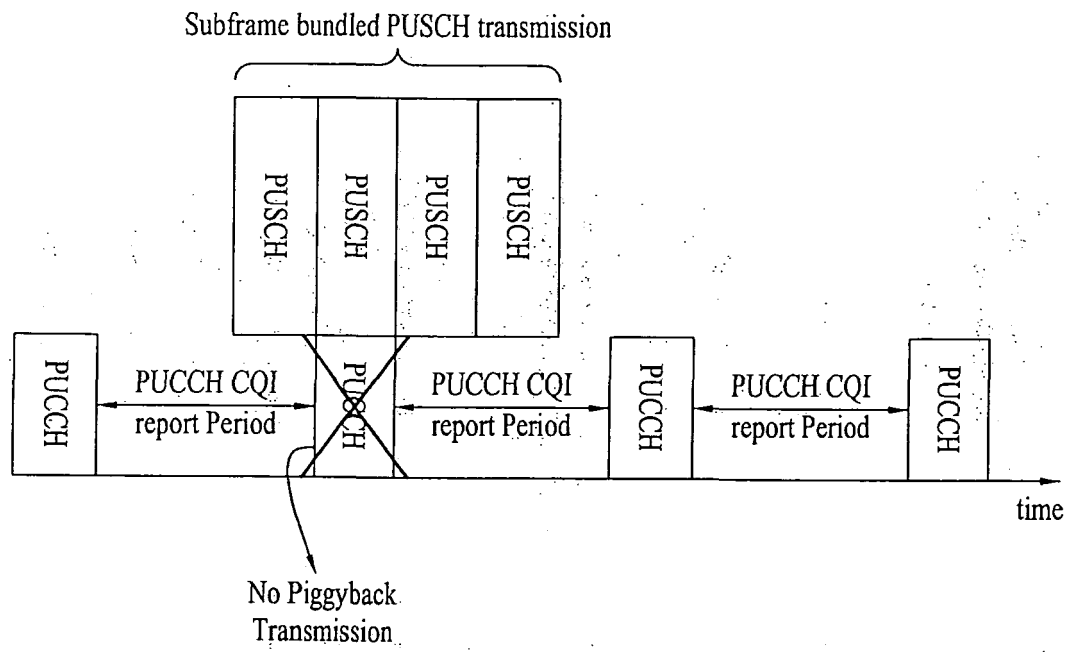 Subframe bundled PUSCH transmission
PUSCH
PUSCH
PUSCH
PUSCH
PUCCH
PUCCH CQI
report Period
PUCCH
PUCCH CQI
report Period
PUCCH
PUCCH CQI
report Period
PUCCH
time
No Piggyback
Transmission